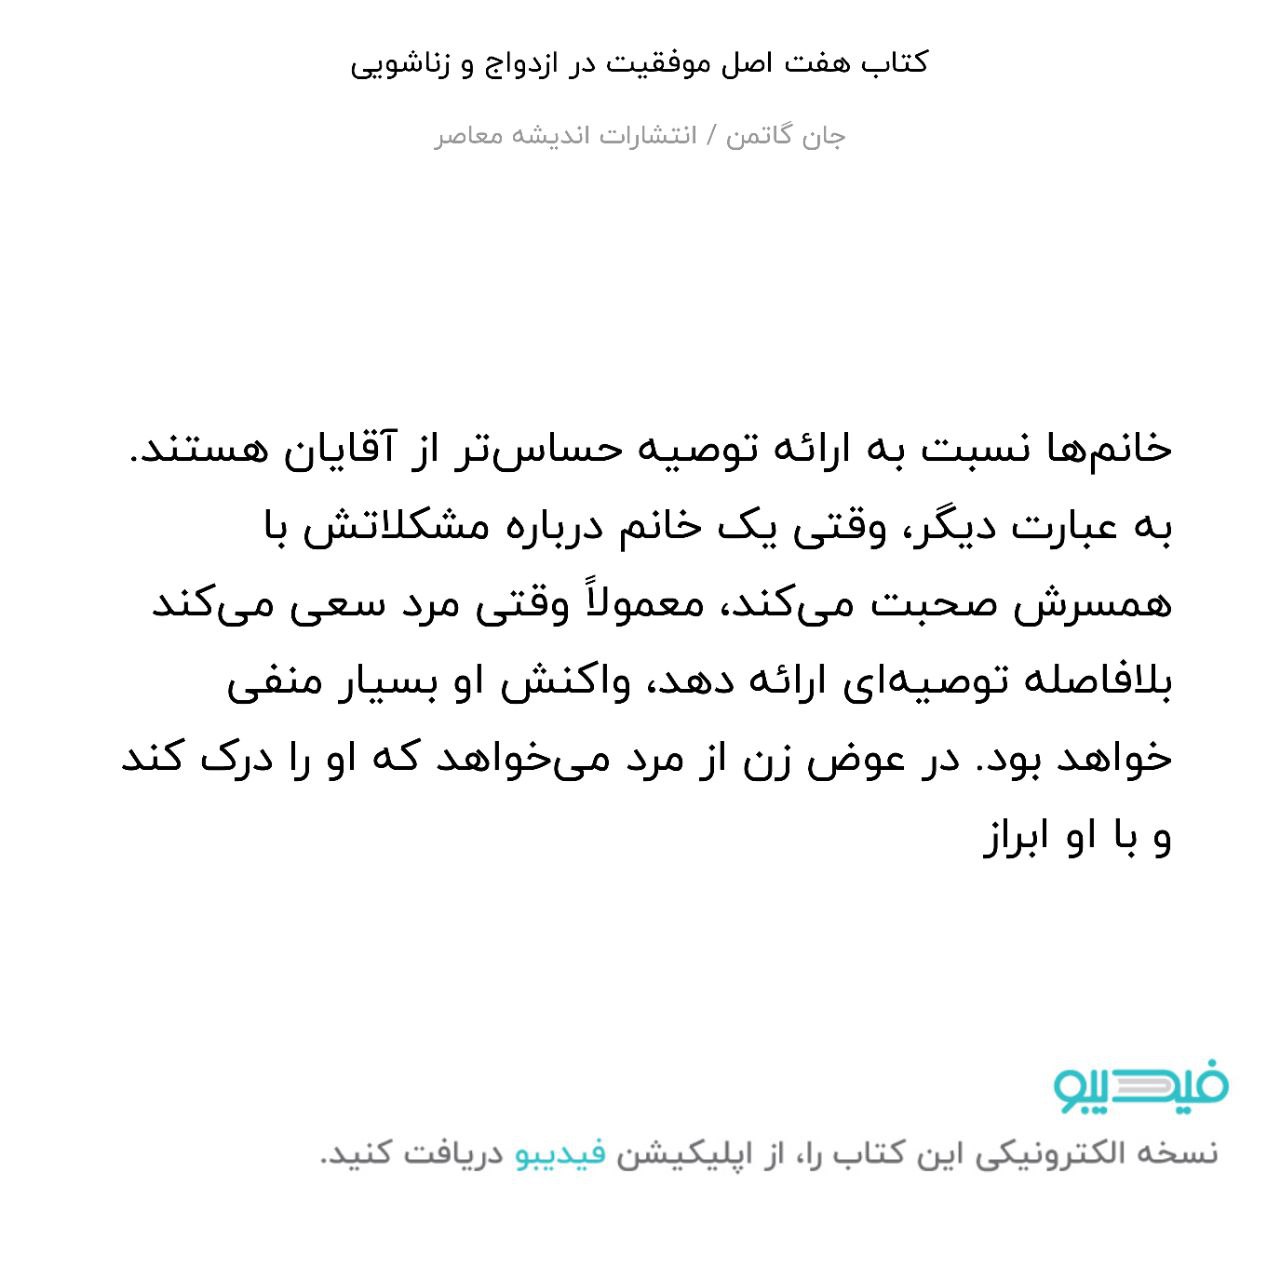 کتاب هفت اصل موفقیت در ازدواج و زناشویی
جان گاتمن / انتشارات اندیشه معاصر
خانم‌ها نسبت به ارائه توصیه حساس‌تر از آقایان هستند.
به عبارت دیگر، وقتی یک خانم درباره مشکلاتش با
همسرش صحبت می‌کند، معمولاً وقتی مرد سعی می‌کند
بلافاصله توصیه‌ای ارائه دهد، واکنش او بسیار منفی
خواهد بود. در عوض زن از مرد می‌خواهد که او را درک کند
و با او ابراز
فیدیبو
نسخه الکترونیکی این کتاب را، از اپلیکیشن فیدیبو دریافت کنید.